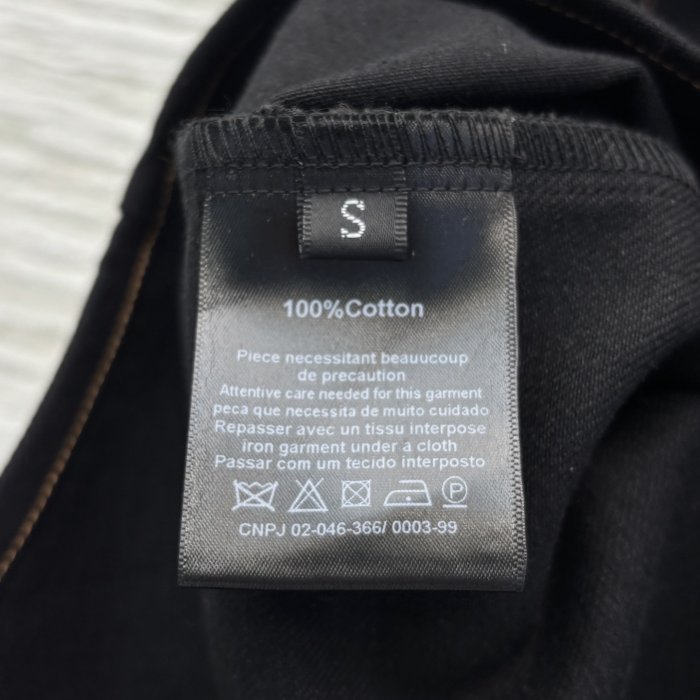 S
100%Cotton
Piece necessitant beauucoup
de precaution
Attentive care needed for this garment
peca que necessita de muito cuidado
Repasser avec un tissu interpose
iron garment under a cloth
Passar com um tecido interposto
P
CNPJ 02-046-366/ 0003-99